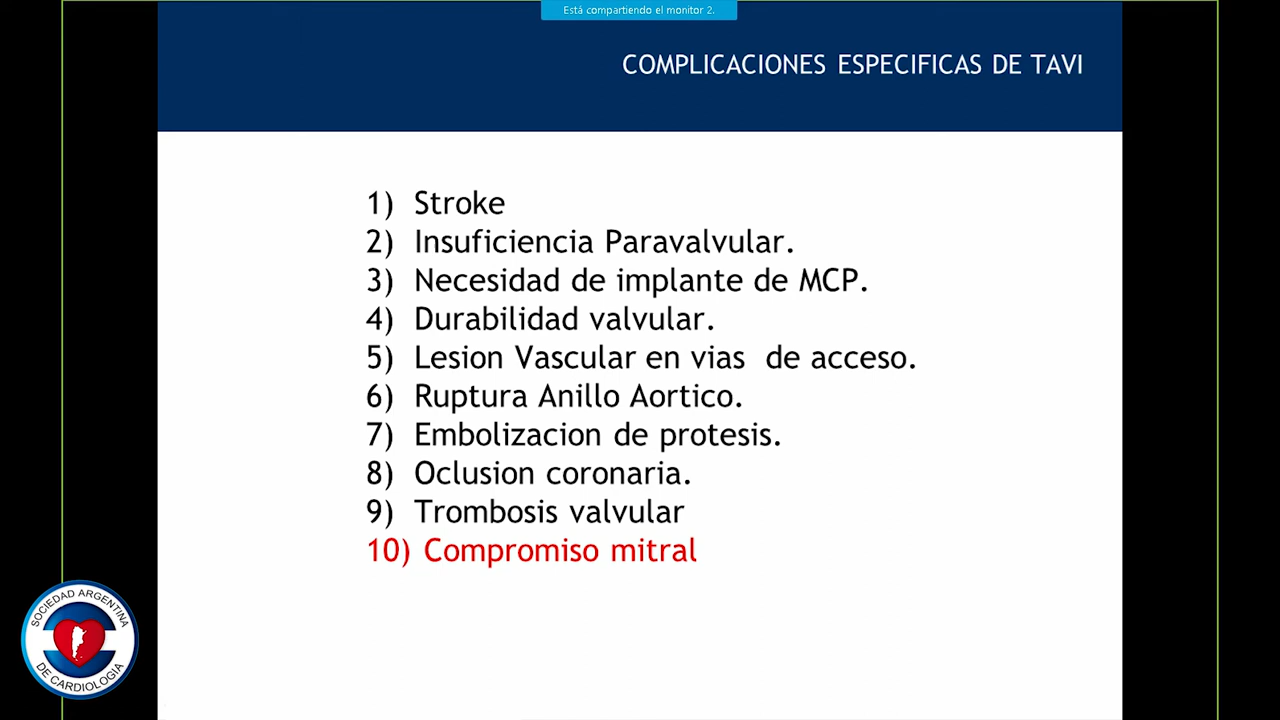 Está compartiendo el monitor 2.
COMPLICACIONES ESPECIFICAS DE TAVI
1) Stroke
2) Insuficiencia Paravalvular.
3) Necesidad de implante de MCP.
4) Durabilidad valvular.
5) Lesion Vascular en vias  de acceso.
6) Ruptura Anillo Aortico.
7) Embolizacion de protesis.
8) Oclusion coronaria.
9) Trombosis valvular
10) Compromiso mitral
SOCIEDAD ARGENTINA
DE CARDIOLOGIA